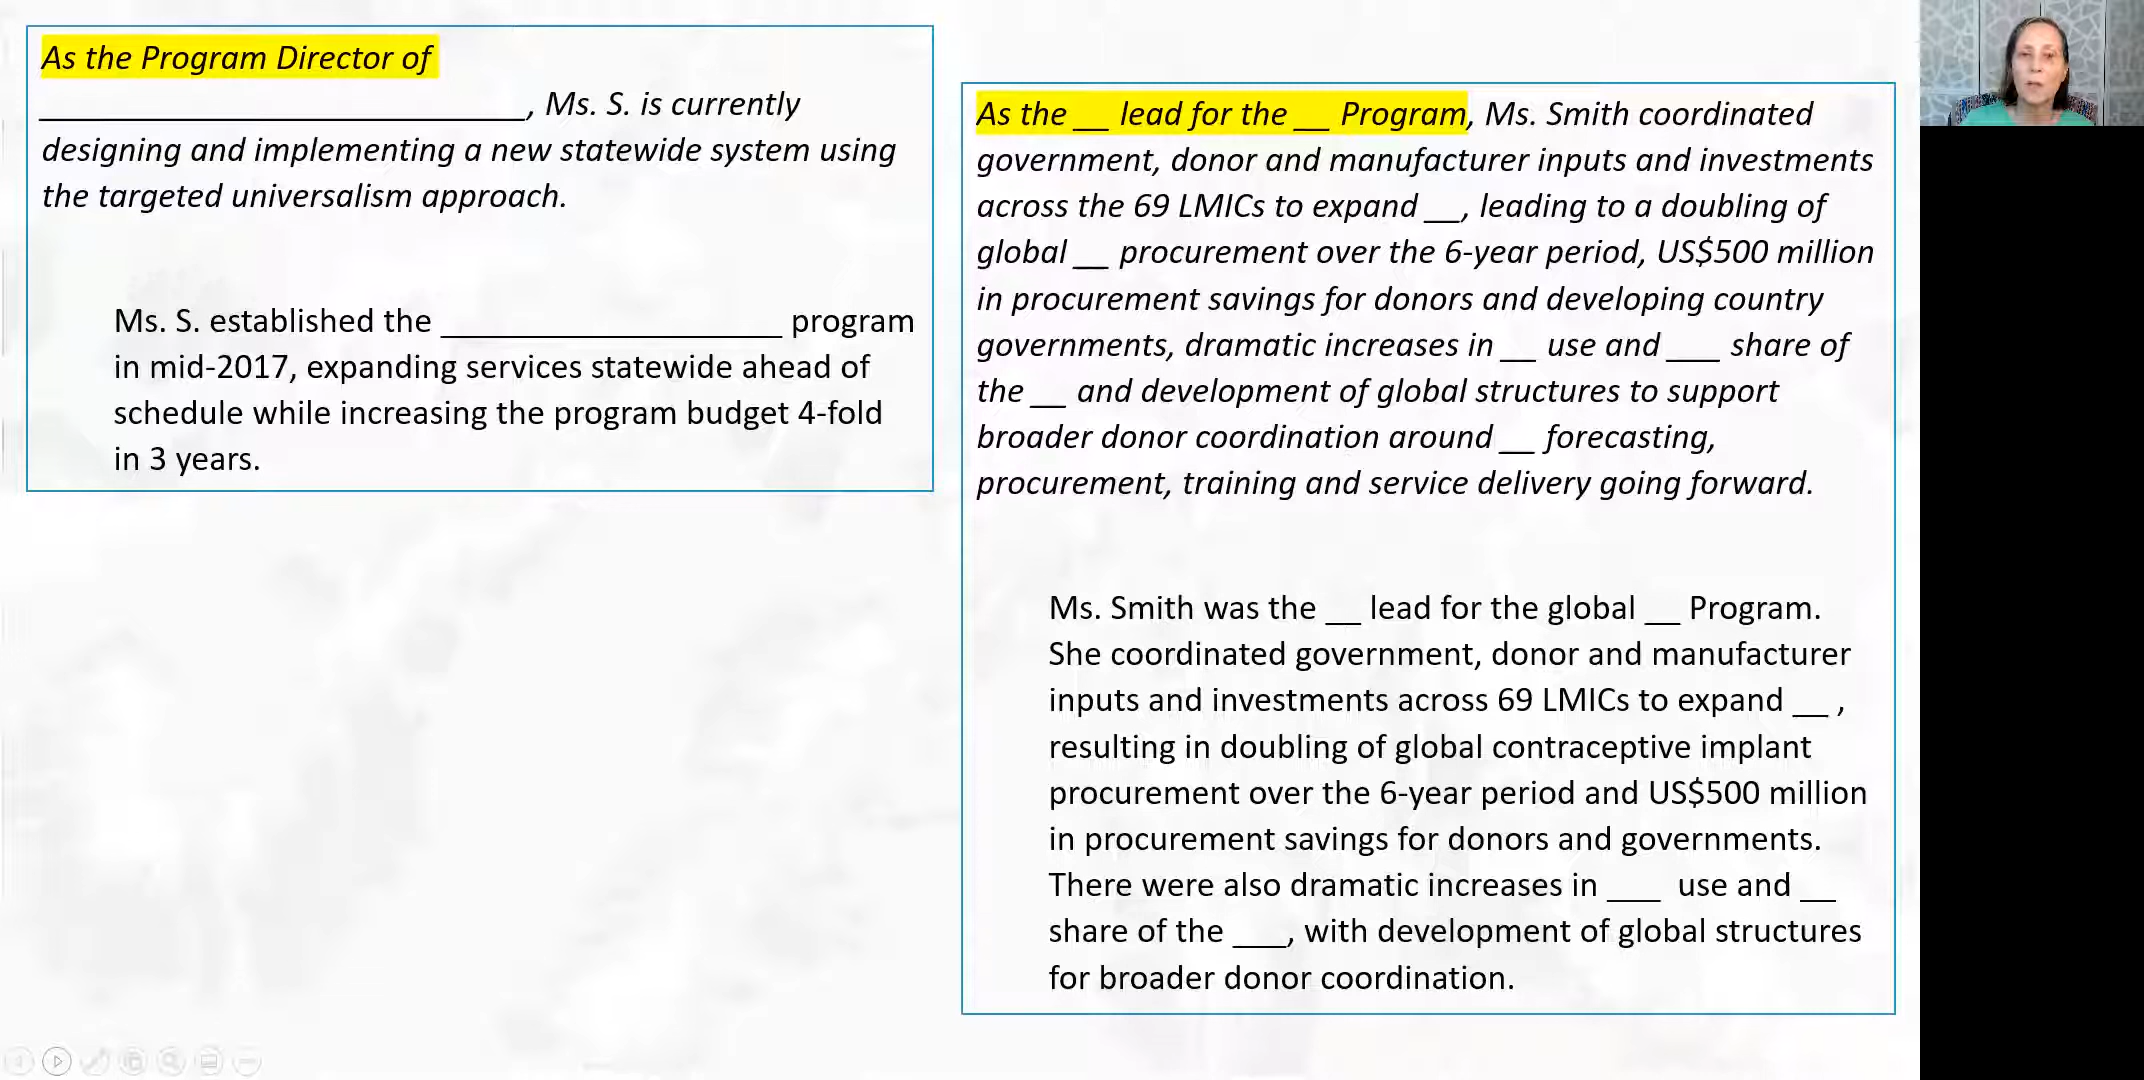 As the Program Director of
___________________________, Ms. S. is currently
designing and implementing a new statewide system using
the targeted universalism approach.
Ms. S. established the ___________________ program
in mid-2017, expanding services statewide ahead of
schedule while increasing the program budget 4-fold
in 3 years.
As the __ lead for the __ Program, Ms. Smith coordinated
government, donor and manufacturer inputs and investments
across the 69 LMICs to expand __, leading to a doubling of
global __ procurement over the 6-year period, US$500 million
in procurement savings for donors and developing country
governments, dramatic increases in __ use and ___ share of
the __ and development of global structures to support
broader donor coordination around __ forecasting,
procurement, training and service delivery going forward.
Ms. Smith was the __ lead for the global __ Program.
She coordinated government, donor and manufacturer
inputs and investments across 69 LMICs to expand __ ,
resulting in doubling of global contraceptive implant
procurement over the 6-year period and US$500 million
in procurement savings for donors and governments.
There were also dramatic increases in ___ use and __
share of the ___, with development of global structures
for broader donor coordination.